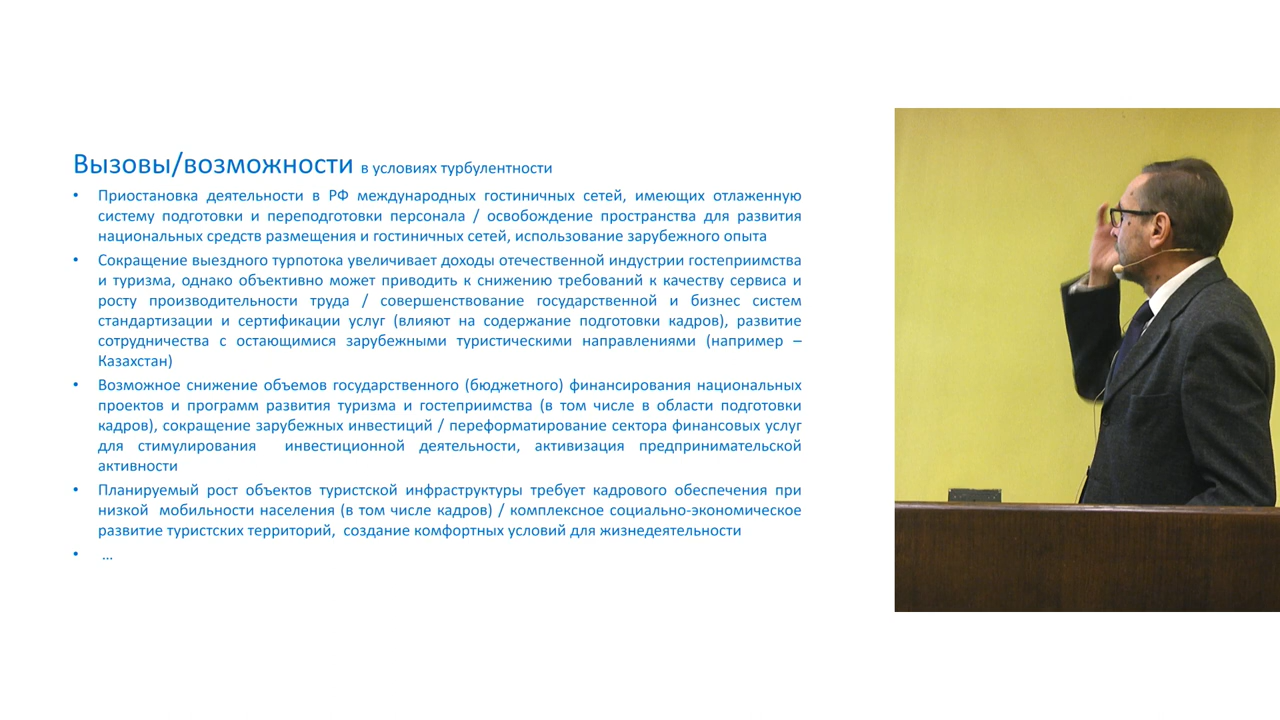 Вызовы/возможности в условиях турбулентности
• Приостановка деятельности в РФ международных гостиничных сетей, имеющих отлаженную
систему подготовки и переподготовки персонала / освобождение пространства для развития
национальных средств размещения и гостиничных сетей, использование зарубежного опыта
• Сокращение выездного турпотока увеличивает доходы отечественной индустрии гостеприимства
и туризма, однако объективно может приводить к снижению требований к качеству сервиса и
росту производительности труда / совершенствование государственной и бизнес систем
стандартизации и сертификации услуг (влияют на содержание подготовки кадров), развитие
сотрудничества с остающимися зарубежными туристическими направлениями (например –
Казахстан)
• Возможное снижение объемов государственного (бюджетного) финансирования национальных
проектов и программ развития туризма и гостеприимства (в том числе в области подготовки
кадров), сокращение зарубежных инвестиций / переформатирование сектора финансовых услуг
для стимулирования инвестиционной деятельности, активизация предпринимательской
активности
• Планируемый рост объектов туристской инфраструктуры требует кадрового обеспечения при
низкой мобильности населения (в том числе кадров) / комплексное социально-экономическое
развитие туристских территорий, создание комфортных условий для жизнедеятельности
• ...